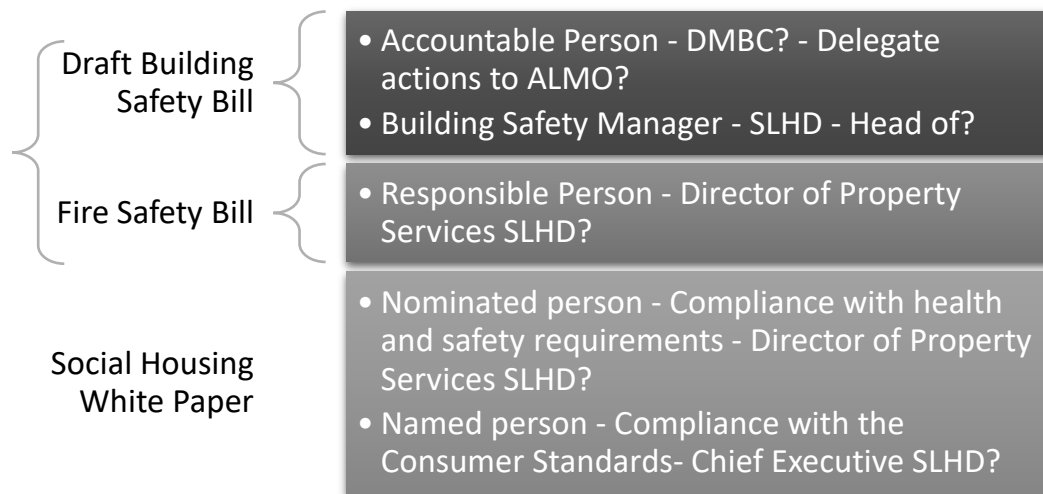 Draft Building
Safety Bill
• Accountable Person - DMBC? - Delegate
actions to ALMO?
• Building Safety Manager - SLHD - Head of?
Fire Safety Bill
• Responsible Person - Director of Property
Services SLHD?
Social Housing
White Paper
• Nominated person - Compliance with health
and safety requirements - Director of Property
Services SLHD?
• Named person - Compliance with the
Consumer Standards- Chief Executive SLHD?